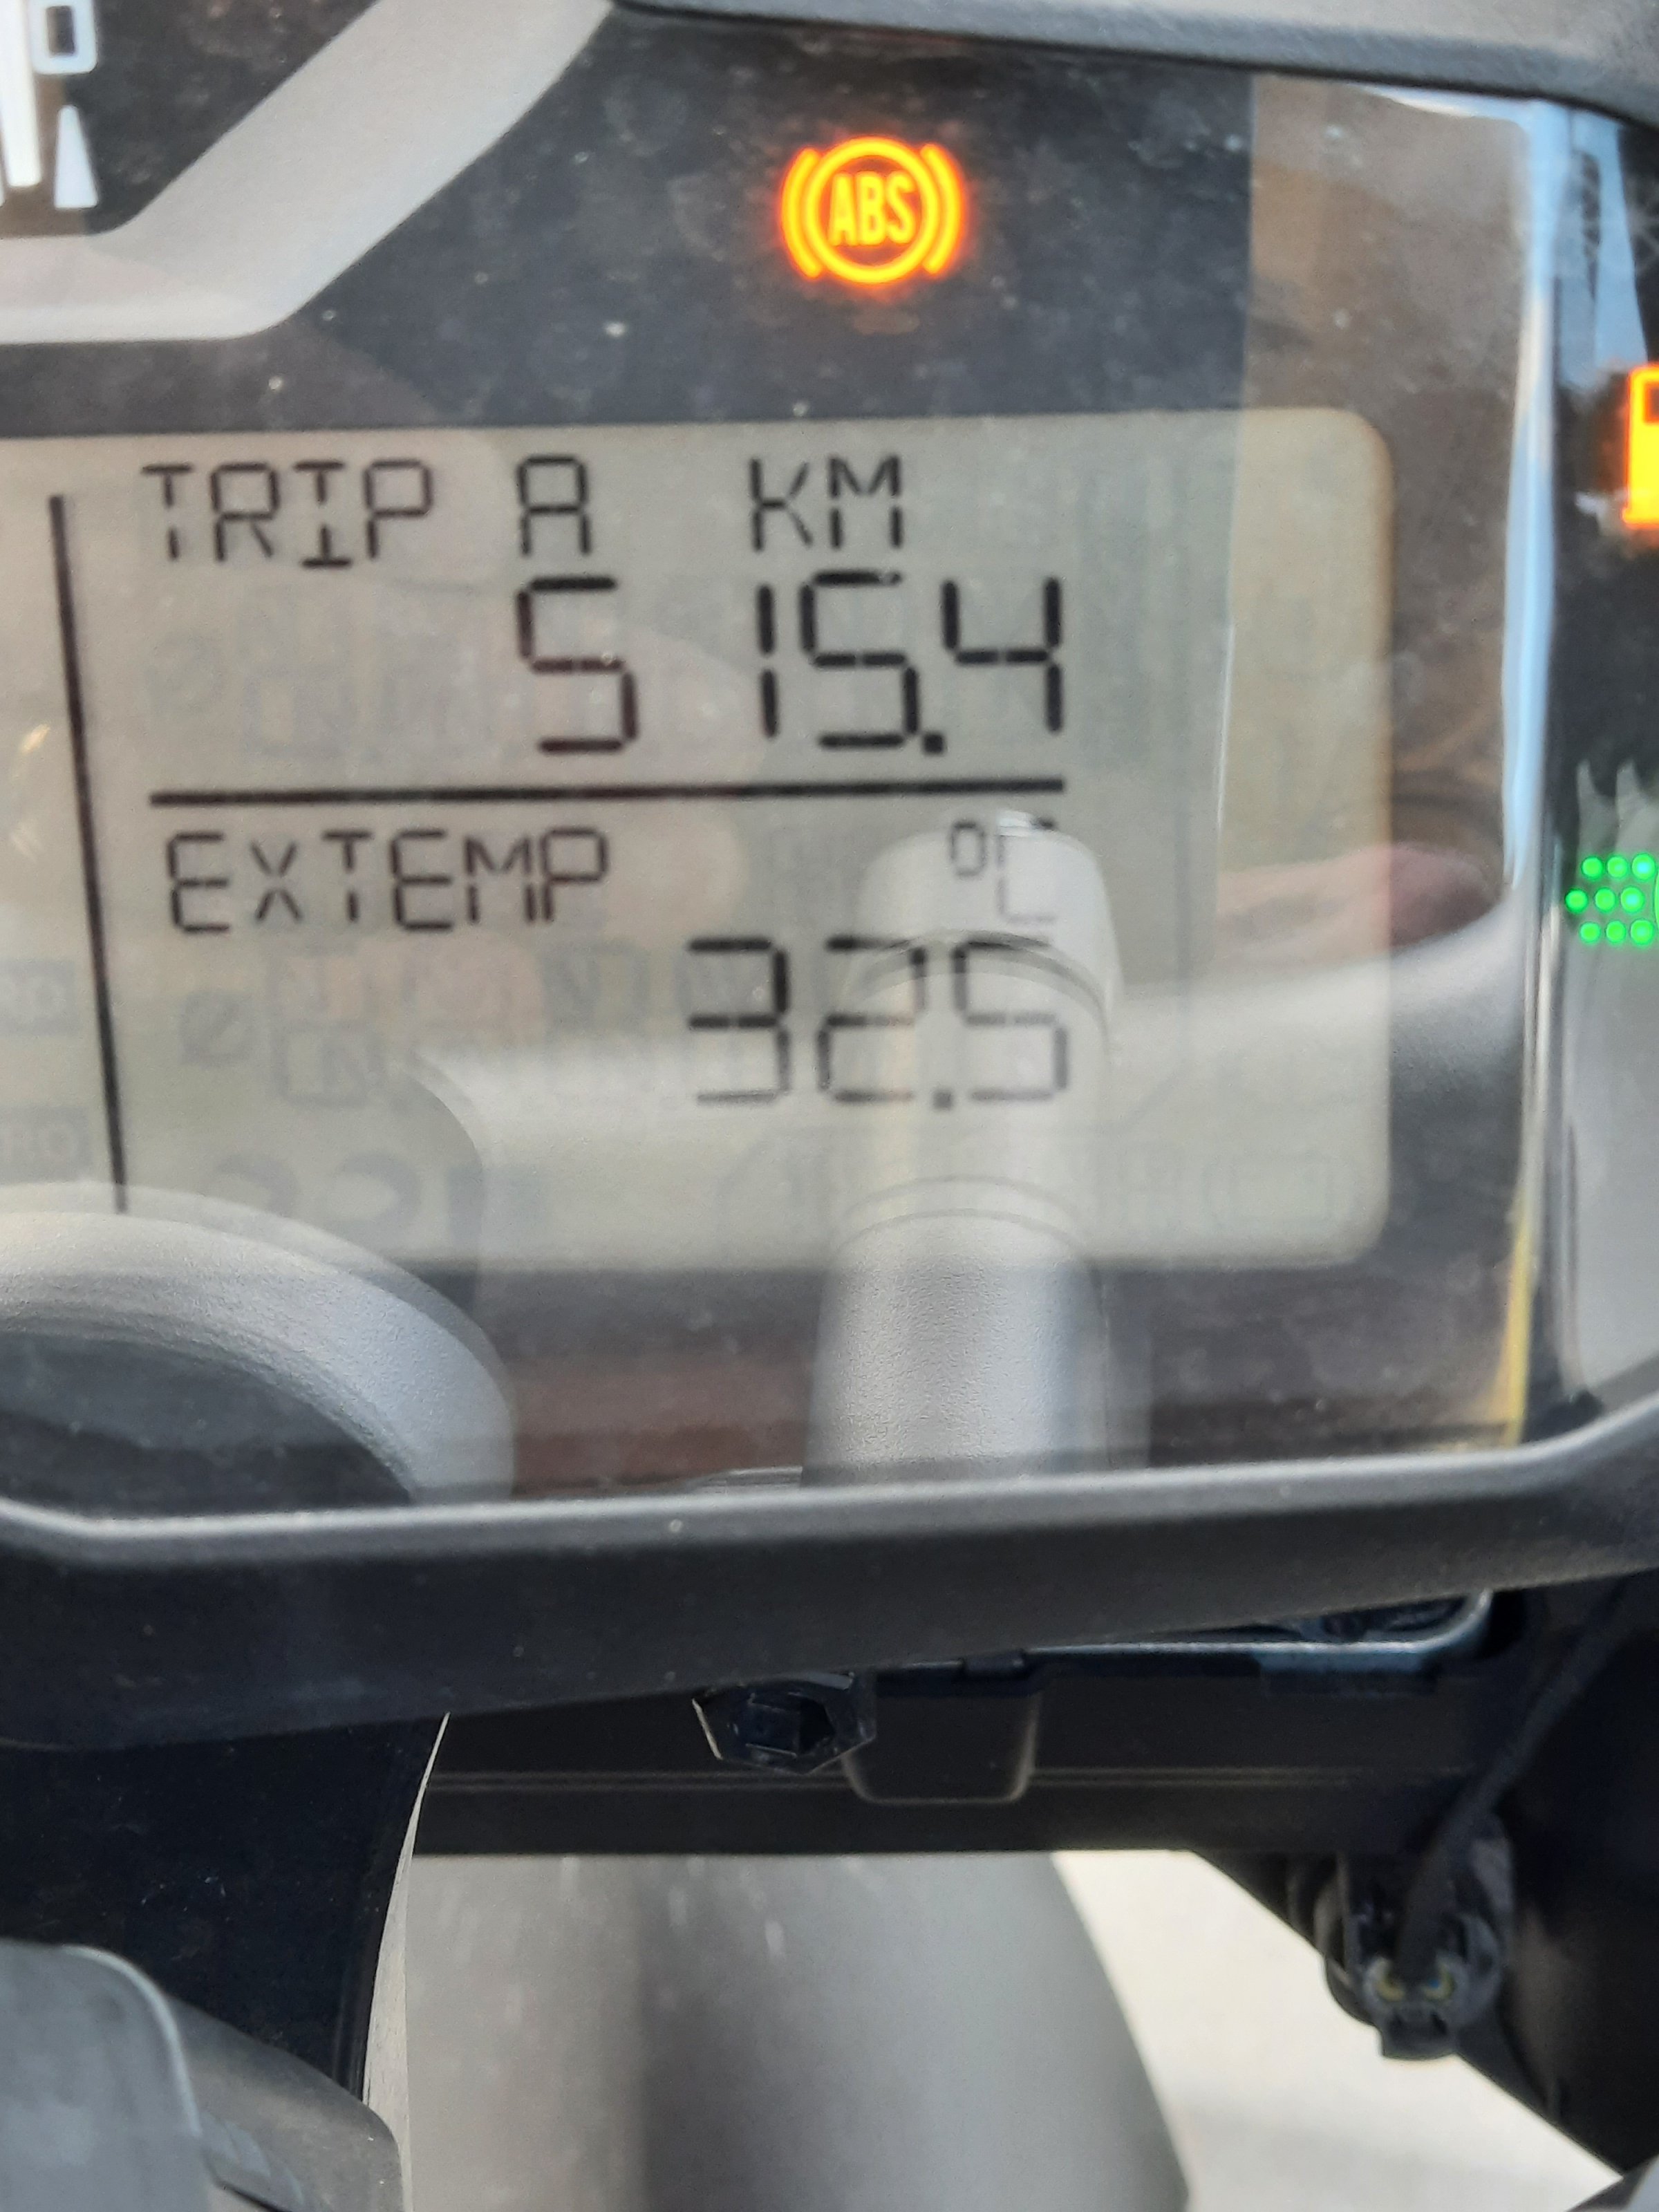 ABS
TRIP A KM
515.4
EXTEMP °C
32.5